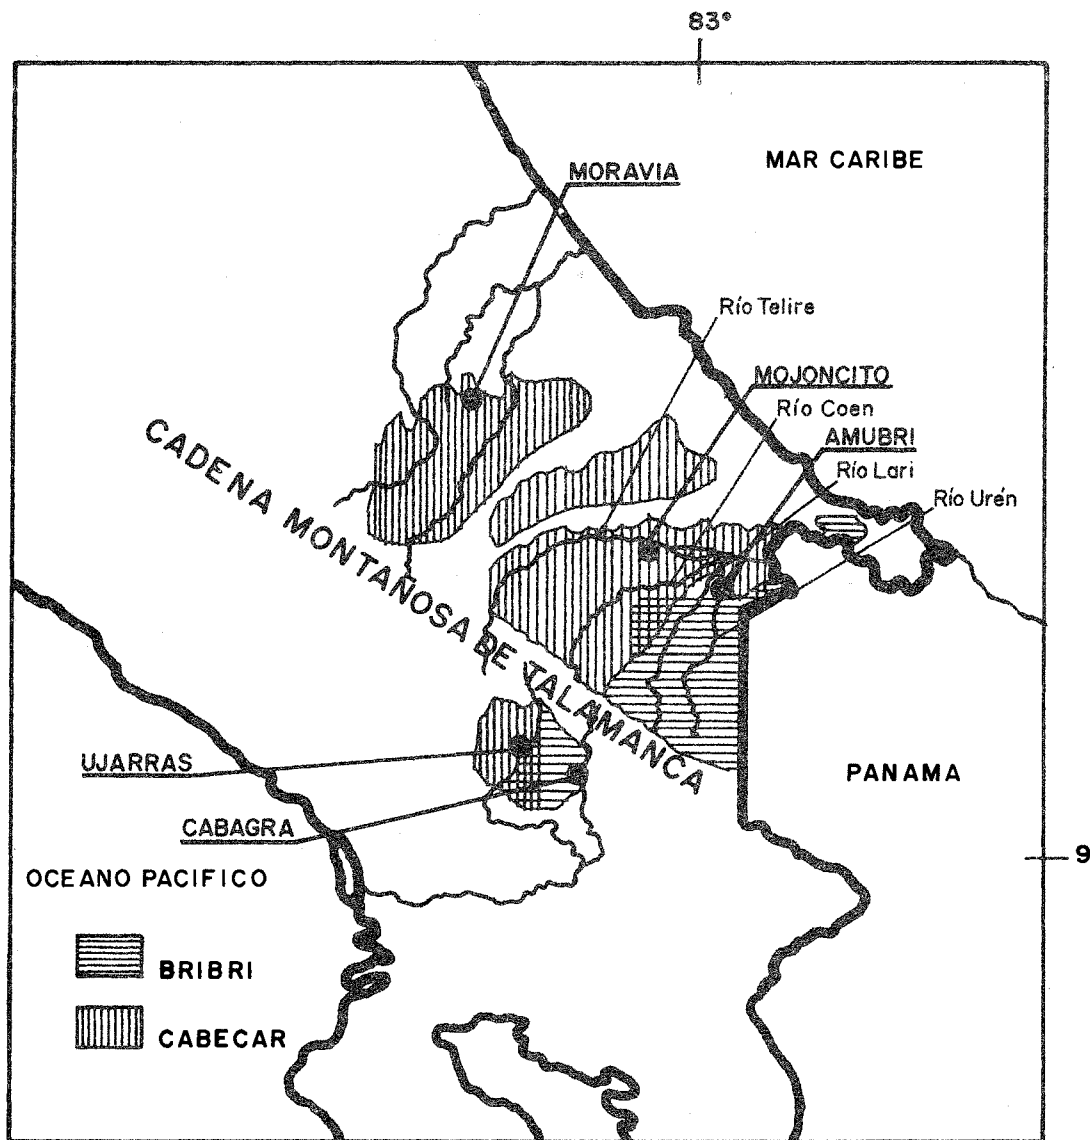 83°
MAR CARIBE
MORAVIA
Río Telire
MOJONCITO
Río Coen
AMUBRI
Río Lari
Río Urén
CADENA MONTAÑOSA DE TALAMANCA
UJARRAS
PANAMA
CABAGRA
9
OCEANO PACIFICO
BRIBRI
CABECAR